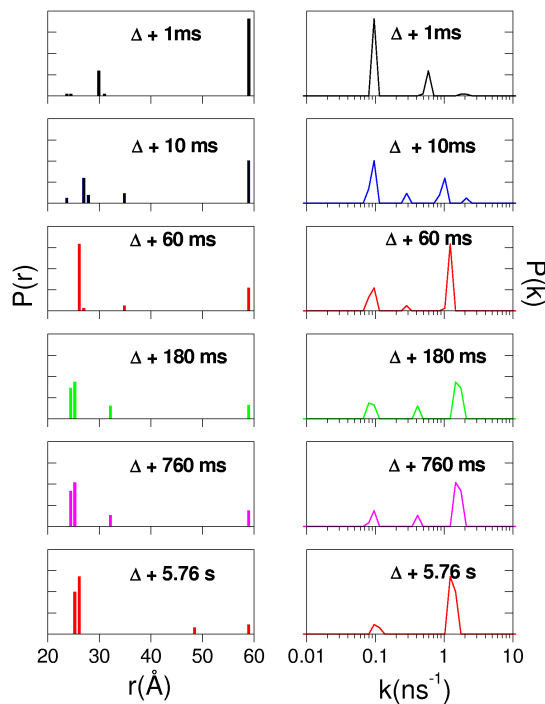 Δ + 1ms
Δ + 1ms
Δ + 10 ms
Δ + 10ms
Δ + 60 ms
Δ + 60 ms
P(r)
P(k)
Δ + 180 ms
Δ + 180 ms
Δ + 760 ms
Δ + 760 ms
Δ + 5.76 s
Δ + 5.76 s
20 30 40 50 60
0.01 0.1 1 10
r(Å)
k(ns⁻¹)